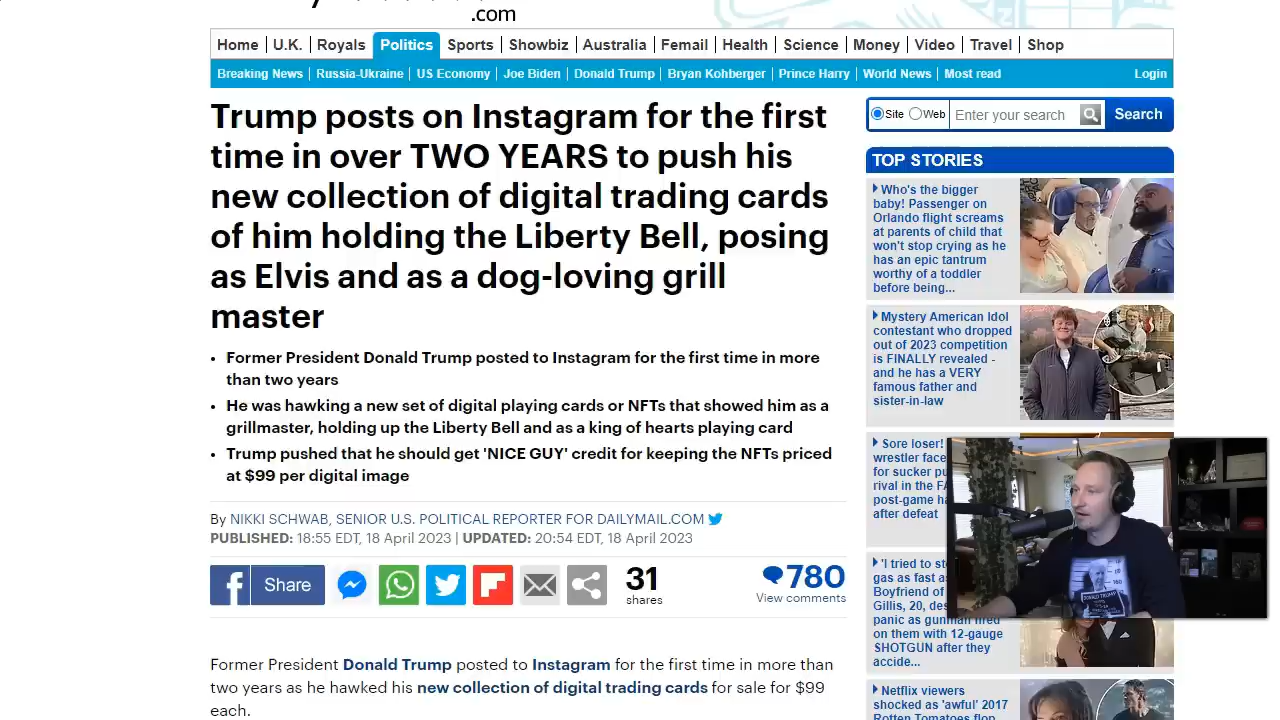 .com
Home U.K. Royals Politics Sports Showbiz Australia Femail Health Science Money Video Travel Shop
Breaking News Russia-Ukraine US Economy Joe Biden Donald Trump Bryan Kohberger Prince Harry World News Most read Login
Trump posts on Instagram for the first
time in over TWO YEARS to push his
new collection of digital trading cards
of him holding the Liberty Bell, posing
as Elvis and as a dog-loving grill
master
• Former President Donald Trump posted to Instagram for the first time in more
than two years
• He was hawking a new set of digital playing cards or NFTs that showed him as a
grillmaster, holding up the Liberty Bell and as a king of hearts playing card
• Trump pushed that he should get 'NICE GUY' credit for keeping the NFTs priced
at $99 per digital image
By NIKKI SCHWAB, SENIOR U.S. POLITICAL REPORTER FOR DAILYMAIL.COM
PUBLISHED: 18:55 EDT, 18 April 2023 | UPDATED: 20:54 EDT, 18 April 2023
Share
31
shares
780
View comments
Former President Donald Trump posted to Instagram for the first time in more than
two years as he hawked his new collection of digital trading cards for sale for $99
each.
Site Web Enter your search Search
TOP STORIES
Who's the bigger
baby! Passenger on
Orlando flight screams
at parents of child that
won't stop crying as he
has an epic tantrum
worthy of a toddler
before being...
Mystery American Idol
contestant who dropped
out of 2023 competition
is FINALLY revealed -
and he has a VERY
famous father and
sister-in-law
Sore loser!
wrestler face
for sucker pu
rival in the FA
post-game ha
after defeat
'I tried to st
gas as fast a
Boyfriend of
Gillis, 20, des
panic as gunman fired
on them with 12-gauge
SHOTGUN after they
accide...
Netflix viewers
shocked as 'awful' 2017
Rotten Tomatoes flop
DONALD TRUMP